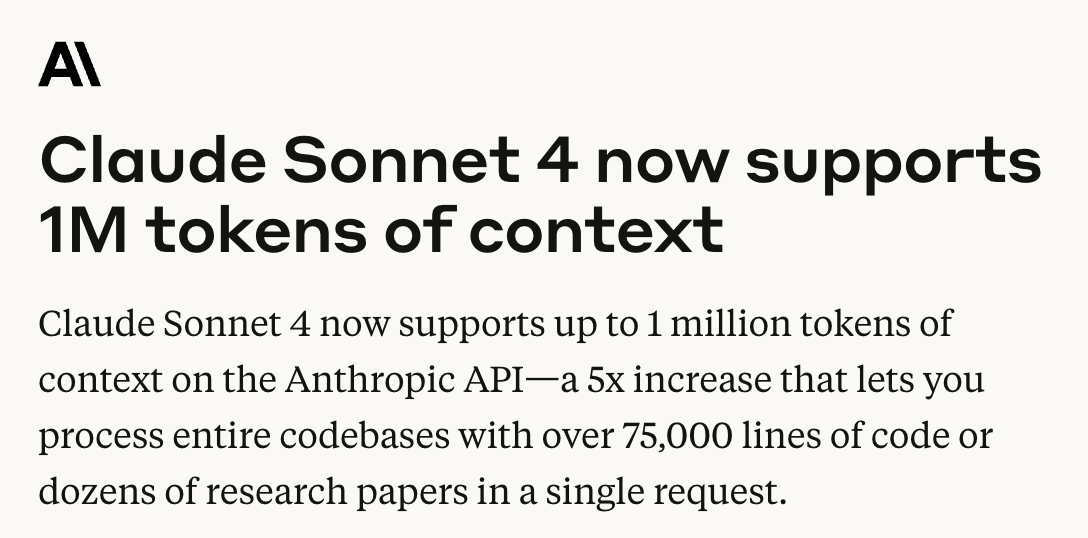 A\
Claude Sonnet 4 now supports
1M tokens of context
Claude Sonnet 4 now supports up to 1 million tokens of
context on the Anthropic API—a 5x increase that lets you
process entire codebases with over 75,000 lines of code or
dozens of research papers in a single request.